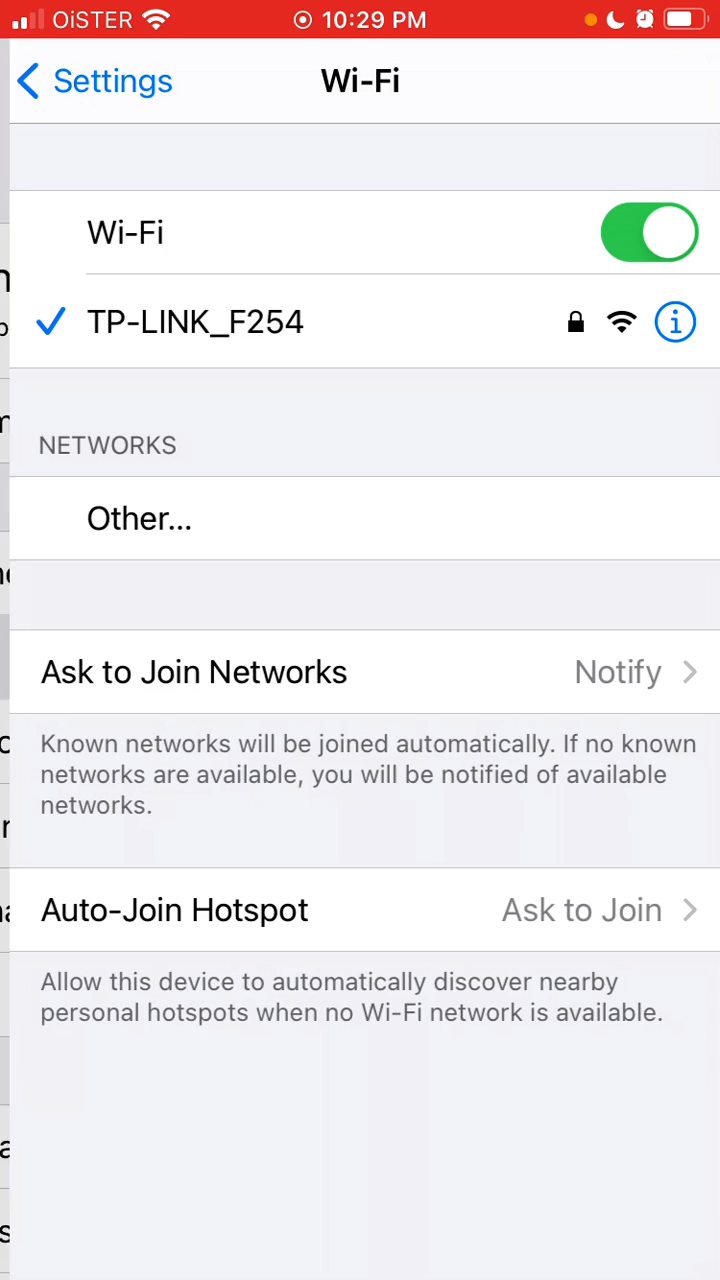 OiSTER 10:29 PM
Settings Wi-Fi
Wi-Fi
TP-LINK_F254
NETWORKS
Other...
Ask to Join Networks Notify
Known networks will be joined automatically. If no known
networks are available, you will be notified of available
networks.
Auto-Join Hotspot Ask to Join
Allow this device to automatically discover nearby
personal hotspots when no Wi-Fi network is available.